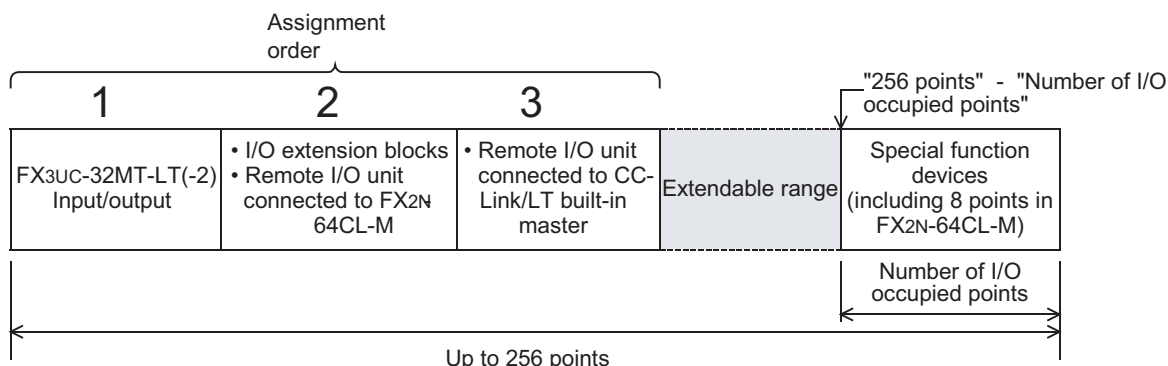 Assignment
order
1
2
3
"256 points" - "Number of I/O
occupied points"
FX3UC-32MT-LT(-2)
Input/output
• I/O extension blocks
• Remote I/O unit
connected to FX2N-
64CL-M
• Remote I/O unit
connected to CC-
Link/LT built-in
master
Extendable range
Special function
devices
(including 8 points in
FX2N-64CL-M)
Number of I/O
occupied points
Up to 256 points